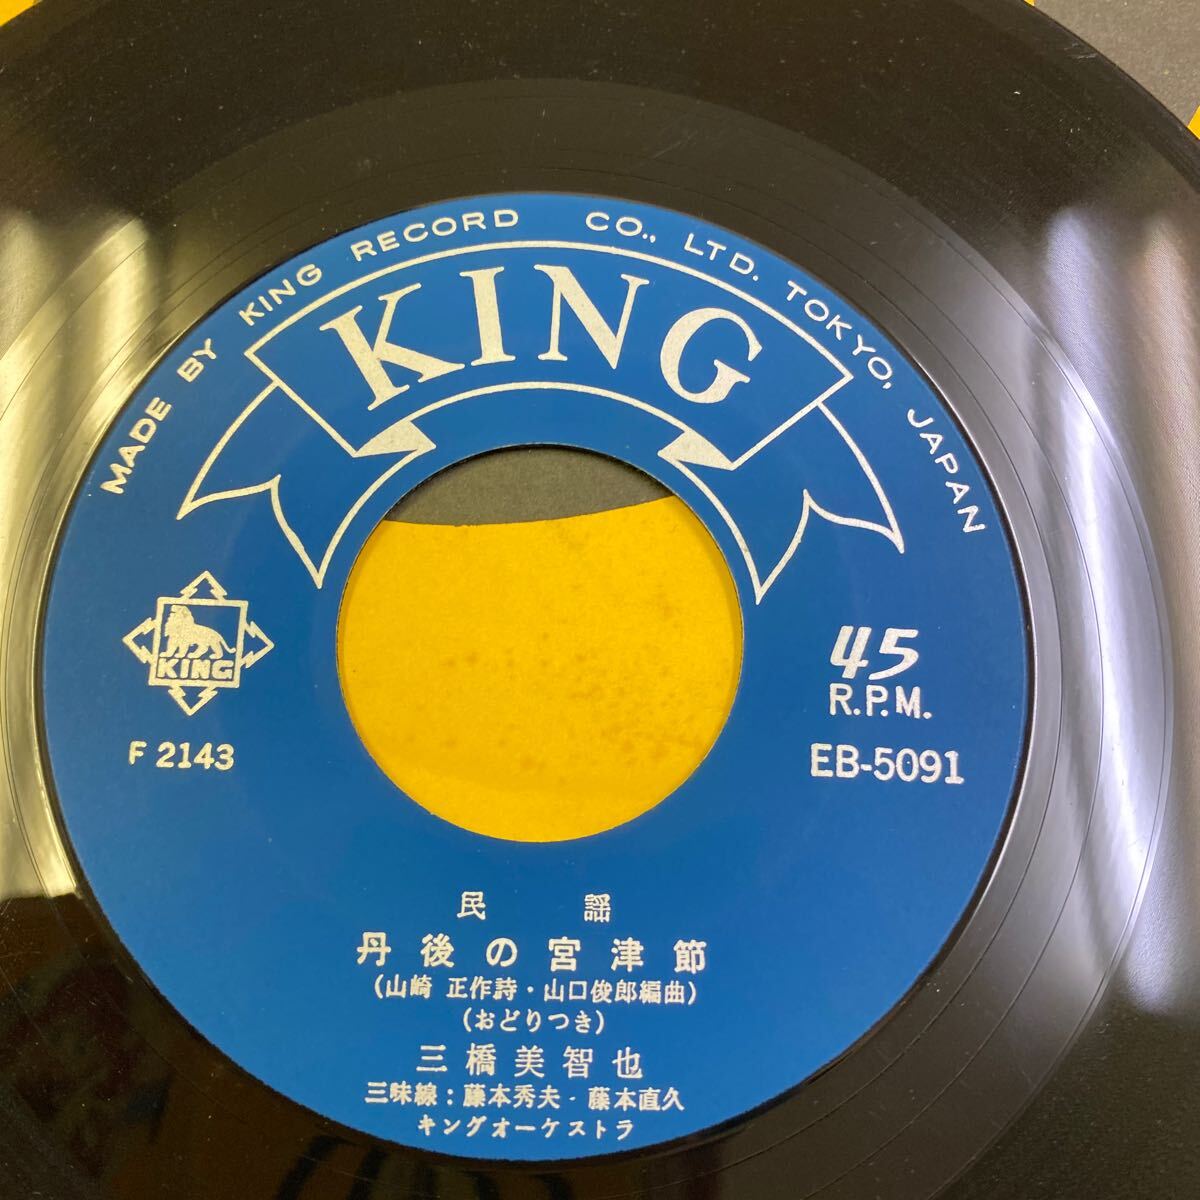 MADE BY KING RECORD CO., LTD. TOKYO, JAPAN
KING
KING
45
R.P.M.
F 2143
EB-5091
民謡
丹後の宮津節
(山崎 正作詩・山口俊郎編曲)
(おどりつき)
三橋美智也
三味線:藤本秀夫・藤本直久
キングオーケストラ